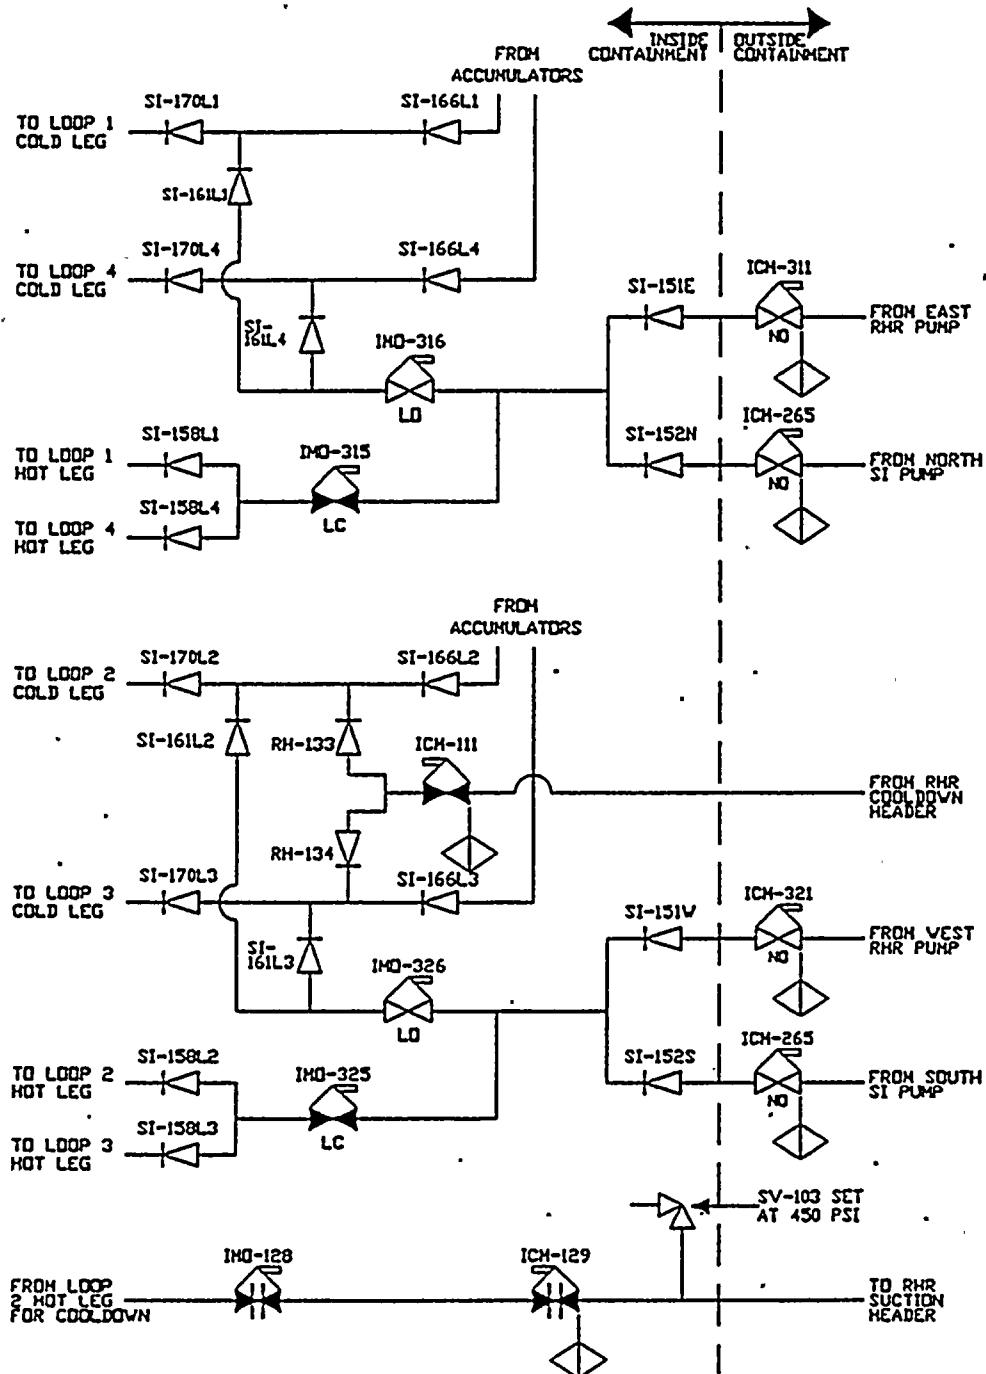 INSIDE
CONTAINMENT
OUTSIDE
CONTAINMENT
FROM
ACCUMULATORS
SI-170L1
SI-166L1
TO LOOP 1
COLD LEG
SI-161L1
SI-170L4
SI-166L4
TO LOOP 4
COLD LEG
SI-
161L4
IMO-316
LO
SI-151E
ICM-311
NO
FROM EAST
RHR PUMP
SI-152N
ICM-265
NO
FROM NORTH
SI PUMP
SI-158L1
TO LOOP 1
HOT LEG
IMO-315
LC
SI-158L4
TO LOOP 4
HOT LEG
FROM
ACCUMULATORS
SI-170L2
SI-166L2
TO LOOP 2
COLD LEG
SI-161L2
RH-133
ICM-111
FROM RHR
COOLDOWN
HEADER
RH-134
SI-170L3
SI-166L3
TO LOOP 3
COLD LEG
SI-
161L3
IMO-326
LO
SI-151W
ICM-321
NO
FROM WEST
RHR PUMP
SI-152S
ICM-265
NO
FROM SOUTH
SI PUMP
SI-158L2
TO LOOP 2
HOT LEG
IMO-325
LC
SI-158L3
TO LOOP 3
HOT LEG
SV-103 SET
AT 450 PSI
IMO-128
ICM-129
FROM LOOP
2 HOT LEG
FOR COOLDOWN
TO RHR
SUCTION
HEADER